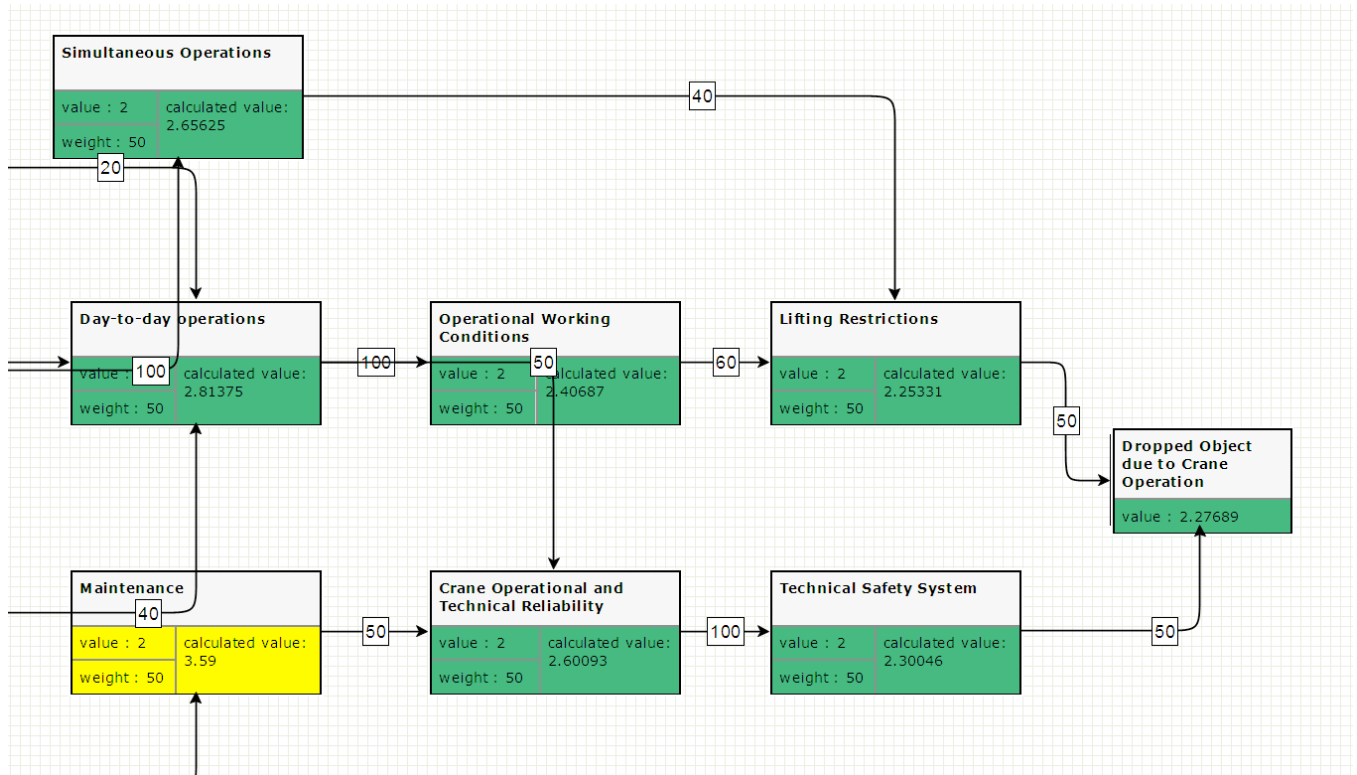 Simultaneous Operations
value : 2
calculated value:
2.65625
weight : 50
40
20
Day-to-day operations
value :
100
calculated value:
2.81375
weight : 50
100
Operational Working
Conditions
50
value : 2
calculated value:
2.40687
weight : 50
60
Lifting Restrictions
value : 2
calculated value:
2.25331
weight : 50
50
Dropped Object
due to Crane
Operation
value : 2.27689
Maintenance
40
value : 2
calculated value:
3.59
weight : 50
50
Crane Operational and
Technical Reliability
value : 2
calculated value:
2.60093
weight : 50
100
Technical Safety System
value : 2
calculated value:
2.30046
weight : 50
50